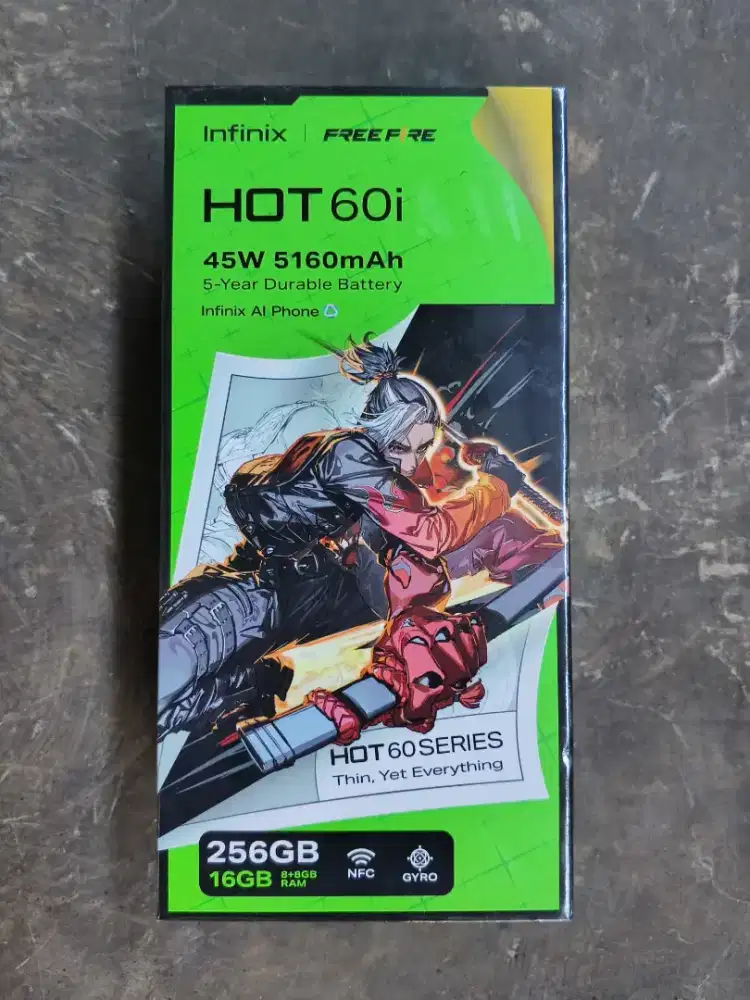 Infinix | FREE FIRE
HOT 60i
45W 5160mAh
5-Year Durable Battery
Infinix AI Phone
HOT 60 SERIES
Thin, Yet Everything
256GB
16GB 8+8GB RAM
NFC
GYRO